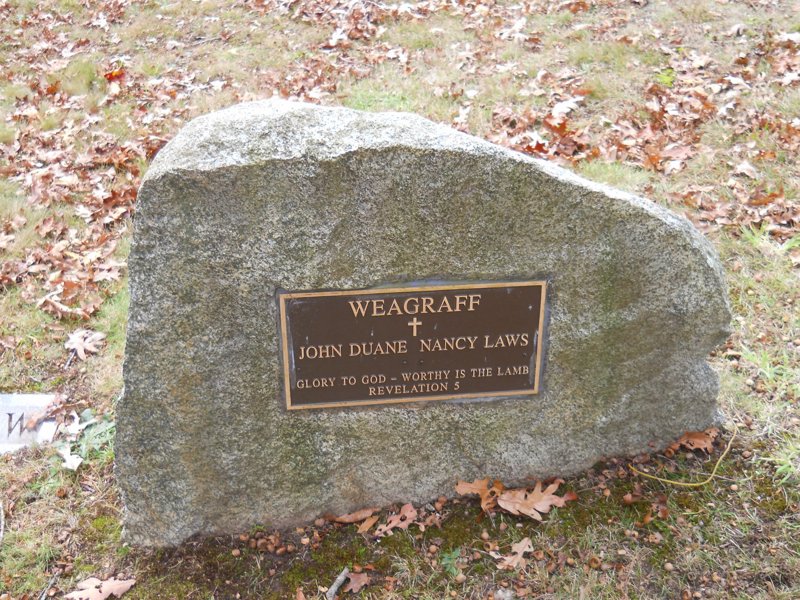 WEAGRAFF
JOHN DUANE NANCY LAWS
GLORY TO GOD - WORTHY IS THE LAMB
REVELATION 5
W